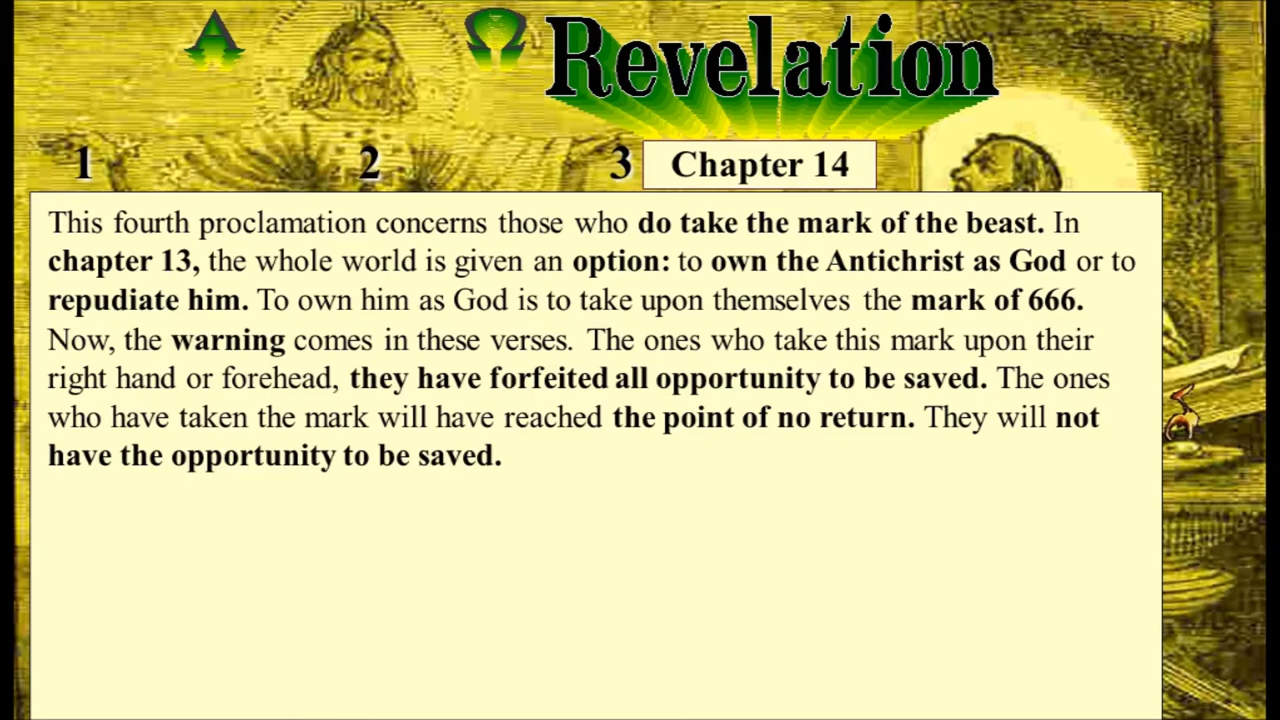 Α Ω Revelation
1 2 3 Chapter 14
This fourth proclamation concerns those who do take the mark of the beast. In
chapter 13, the whole world is given an option: to own the Antichrist as God or to
repudiate him. To own him as God is to take upon themselves the mark of 666.
Now, the warning comes in these verses. The ones who take this mark upon their
right hand or forehead, they have forfeited all opportunity to be saved. The ones
who have taken the mark will have reached the point of no return. They will not
have the opportunity to be saved.